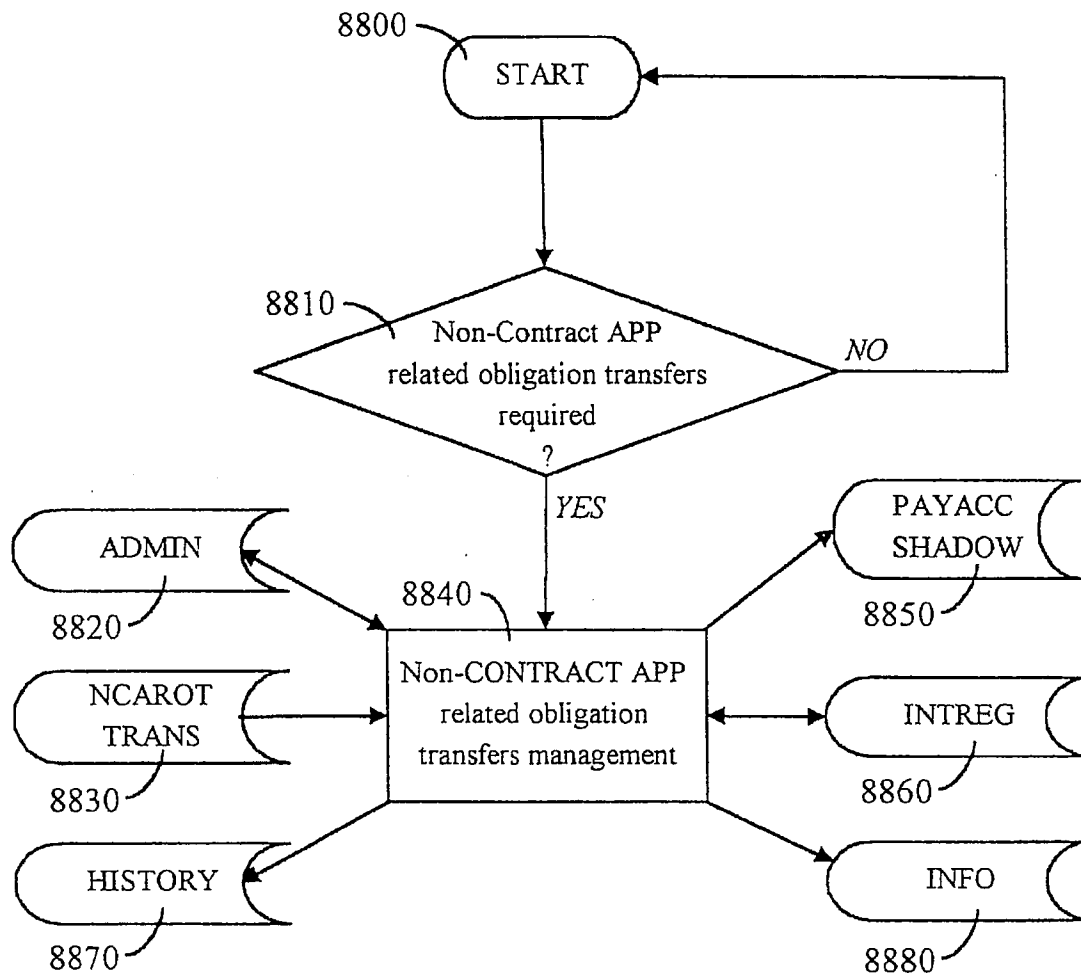 8800
START
8810
Non-Contract APP
related obligation transfers
required
?
NO
YES
ADMIN
8820
PAYACC
SHADOW
8850
8840
Non-CONTRACT APP
related obligation
transfers management
NCAROT
TRANS
8830
INTREG
8860
HISTORY
8870
INFO
8880